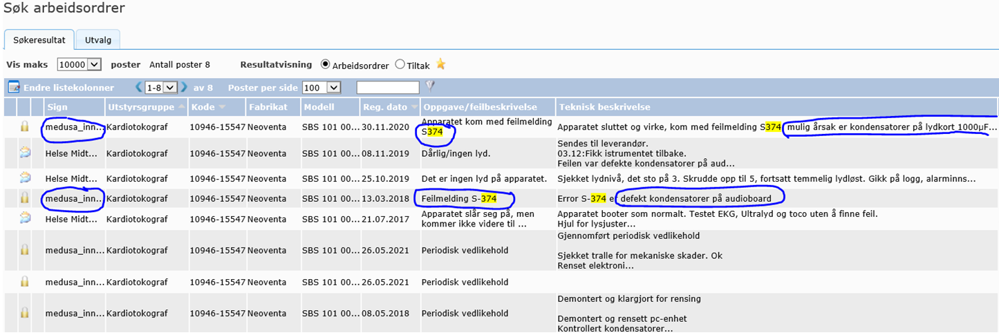 Søk arbeidsordrer
Søkeresultat Utvalg
Vis maks 10000 poster Antall poster 8 Resultatvisning Arbeidsordrer Tiltak
Endre listekolonner 1-8 av 8 Poster per side 100
Sign Utstyrsgruppe Kode Fabrikat Modell Reg. dato Oppgave/feilbeskrivelse Teknisk beskrivelse
medusa_inn... Kardiotokograf 10946-15547 Neoventa SBS 101 00... 30.11.2020 Apparatet kom med feilmelding
S374
Apparatet sluttet og virke, kom med feilmelding S374 mulig årsak er kondensatorer på lydkort 1000µF...
Helse Midt... Kardiotokograf 10946-15547 Neoventa SBS 101 00... 08.11.2019 Dårlig/ingen lyd.
Sendes til leverandør.
03.12:Fikk istrumentet tilbake.
Feilen var defekte kondensatorer på aud...
Helse Midt... Kardiotokograf 10946-15547 Neoventa SBS 101 00... 25.10.2019 Det er ingen lyd på apparatet. Sjekket lydnivå, det sto på 3. Skrudde opp til 5, fortsatt temmelig lydløst. Gikk på logg, alarminns...
medusa_inn... Kardiotokograf 10946-15547 Neoventa SBS 101 00... 13.03.2018 Feilmelding S-374 Error S-374 er defekt kondensatorer på audioboard
Helse Midt... Kardiotokograf 10946-15547 Neoventa SBS 101 00... 21.07.2017 Apparatet slår seg på, men
kommer ikke videre til ...
Apparatet booter som normalt. Testet EKG, Ultralyd og toco uten å finne feil.
Hjul for lysjuster...
medusa_inn... Kardiotokograf 10946-15547 Neoventa SBS 101 00... 26.05.2021 Periodisk vedlikehold
Gjennomført periodisk vedlikehold
Sjekket tralle for mekaniske skader. Ok
Renset elektroni...
medusa_inn... Kardiotokograf 10946-15547 Neoventa SBS 101 00... 26.05.2021 Periodisk vedlikehold
medusa_inn... Kardiotokograf 10946-15547 Neoventa SBS 101 00... 08.05.2018 Periodisk vedlikehold
Demontert og klargjort for rensing
Demontert og rensett pc-enhet
Kontrollert kondensatorer...